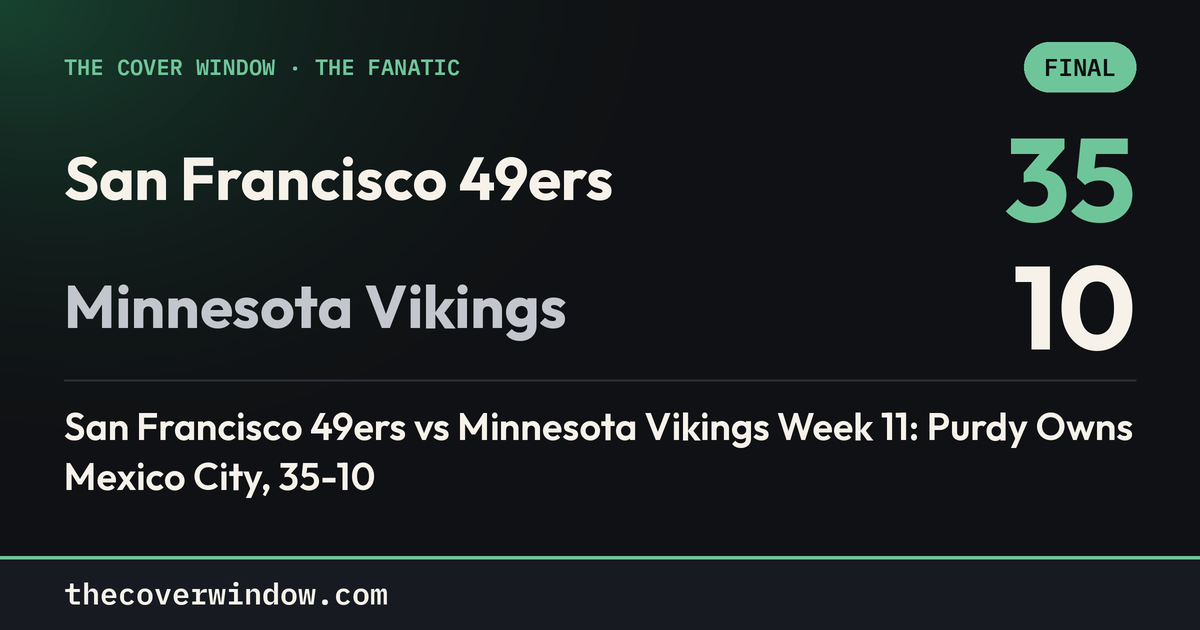 THE COVER WINDOW · THE FANATIC
FINAL
San Francisco 49ers
35
Minnesota Vikings
10
San Francisco 49ers vs Minnesota Vikings Week 11: Purdy Owns
Mexico City, 35-10
thecoverwindow.com